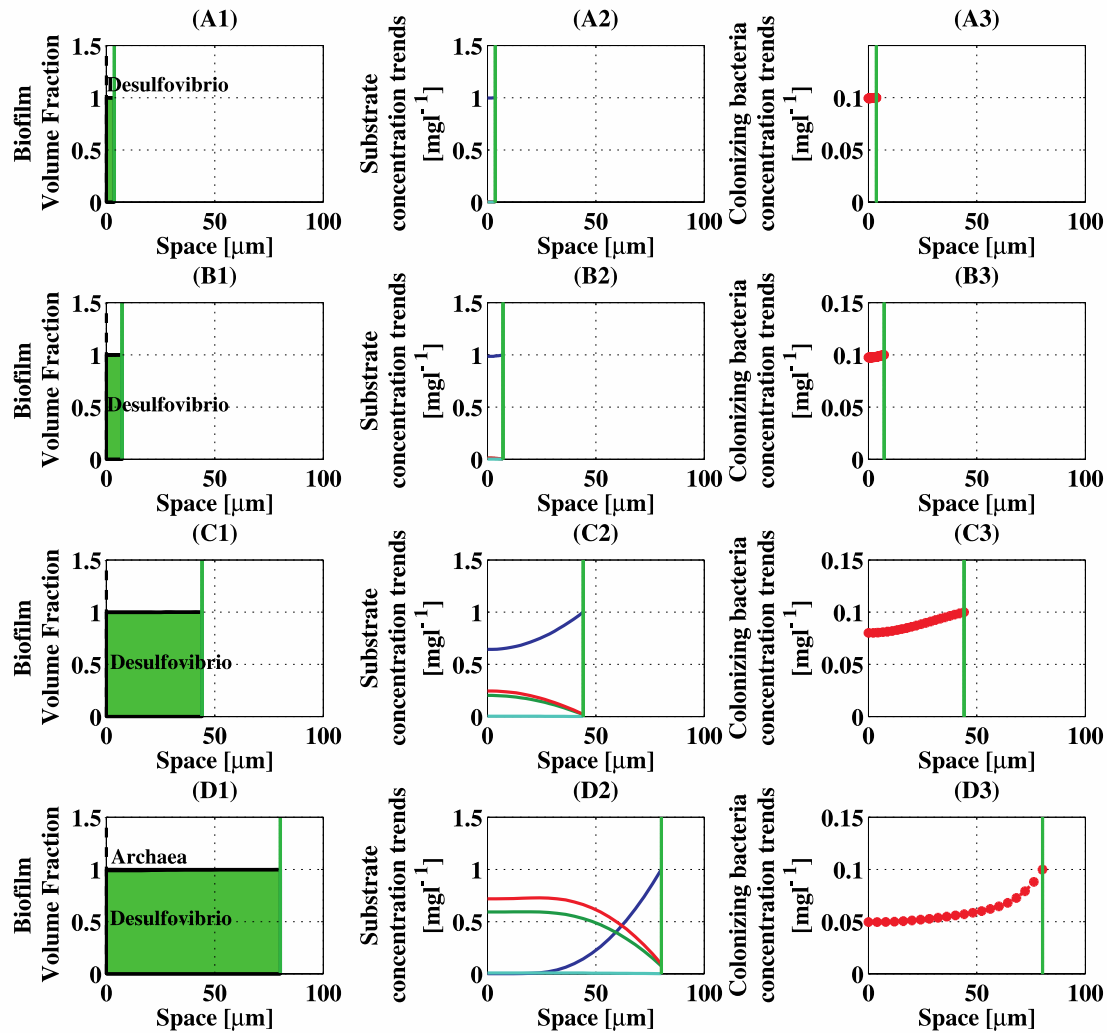 (A1) (A2) (A3)
Biofilm
Volume Fraction
1.5
1
0.5
0
Desulfovibrio
0 50 100
Space [μm]
Substrate
concentration trends
[mgl⁻¹]
1.5
1
0.5
0
0 50 100
Space [μm]
Colonizing bacteria
concentration trends
[mgl⁻¹]
0.1
0.05
0
0 50 100
Space [μm]
(B1) (B2) (B3)
Biofilm
Volume Fraction
1.5
1
0.5
0
Desulfovibrio
0 50 100
Space [μm]
Substrate
concentration trends
[mgl⁻¹]
1.5
1
0.5
0
0 50 100
Space [μm]
Colonizing bacteria
concentration trends
[mgl⁻¹]
0.15
0.1
0.05
0
0 50 100
Space [μm]
(C1) (C2) (C3)
Biofilm
Volume Fraction
1.5
1
0.5
0
Desulfovibrio
0 50 100
Space [μm]
Substrate
concentration trends
[mgl⁻¹]
1.5
1
0.5
0
0 50 100
Space [μm]
Colonizing bacteria
concentration trends
[mgl⁻¹]
0.15
0.1
0.05
0
0 50 100
Space [μm]
(D1) (D2) (D3)
Biofilm
Volume Fraction
1.5
1
0.5
0
Archaea
Desulfovibrio
0 50 100
Space [μm]
Substrate
concentration trends
[mgl⁻¹]
1.5
1
0.5
0
0 50 100
Space [μm]
Colonizing bacteria
concentration trends
[mgl⁻¹]
0.15
0.1
0.05
0
0 50 100
Space [μm]